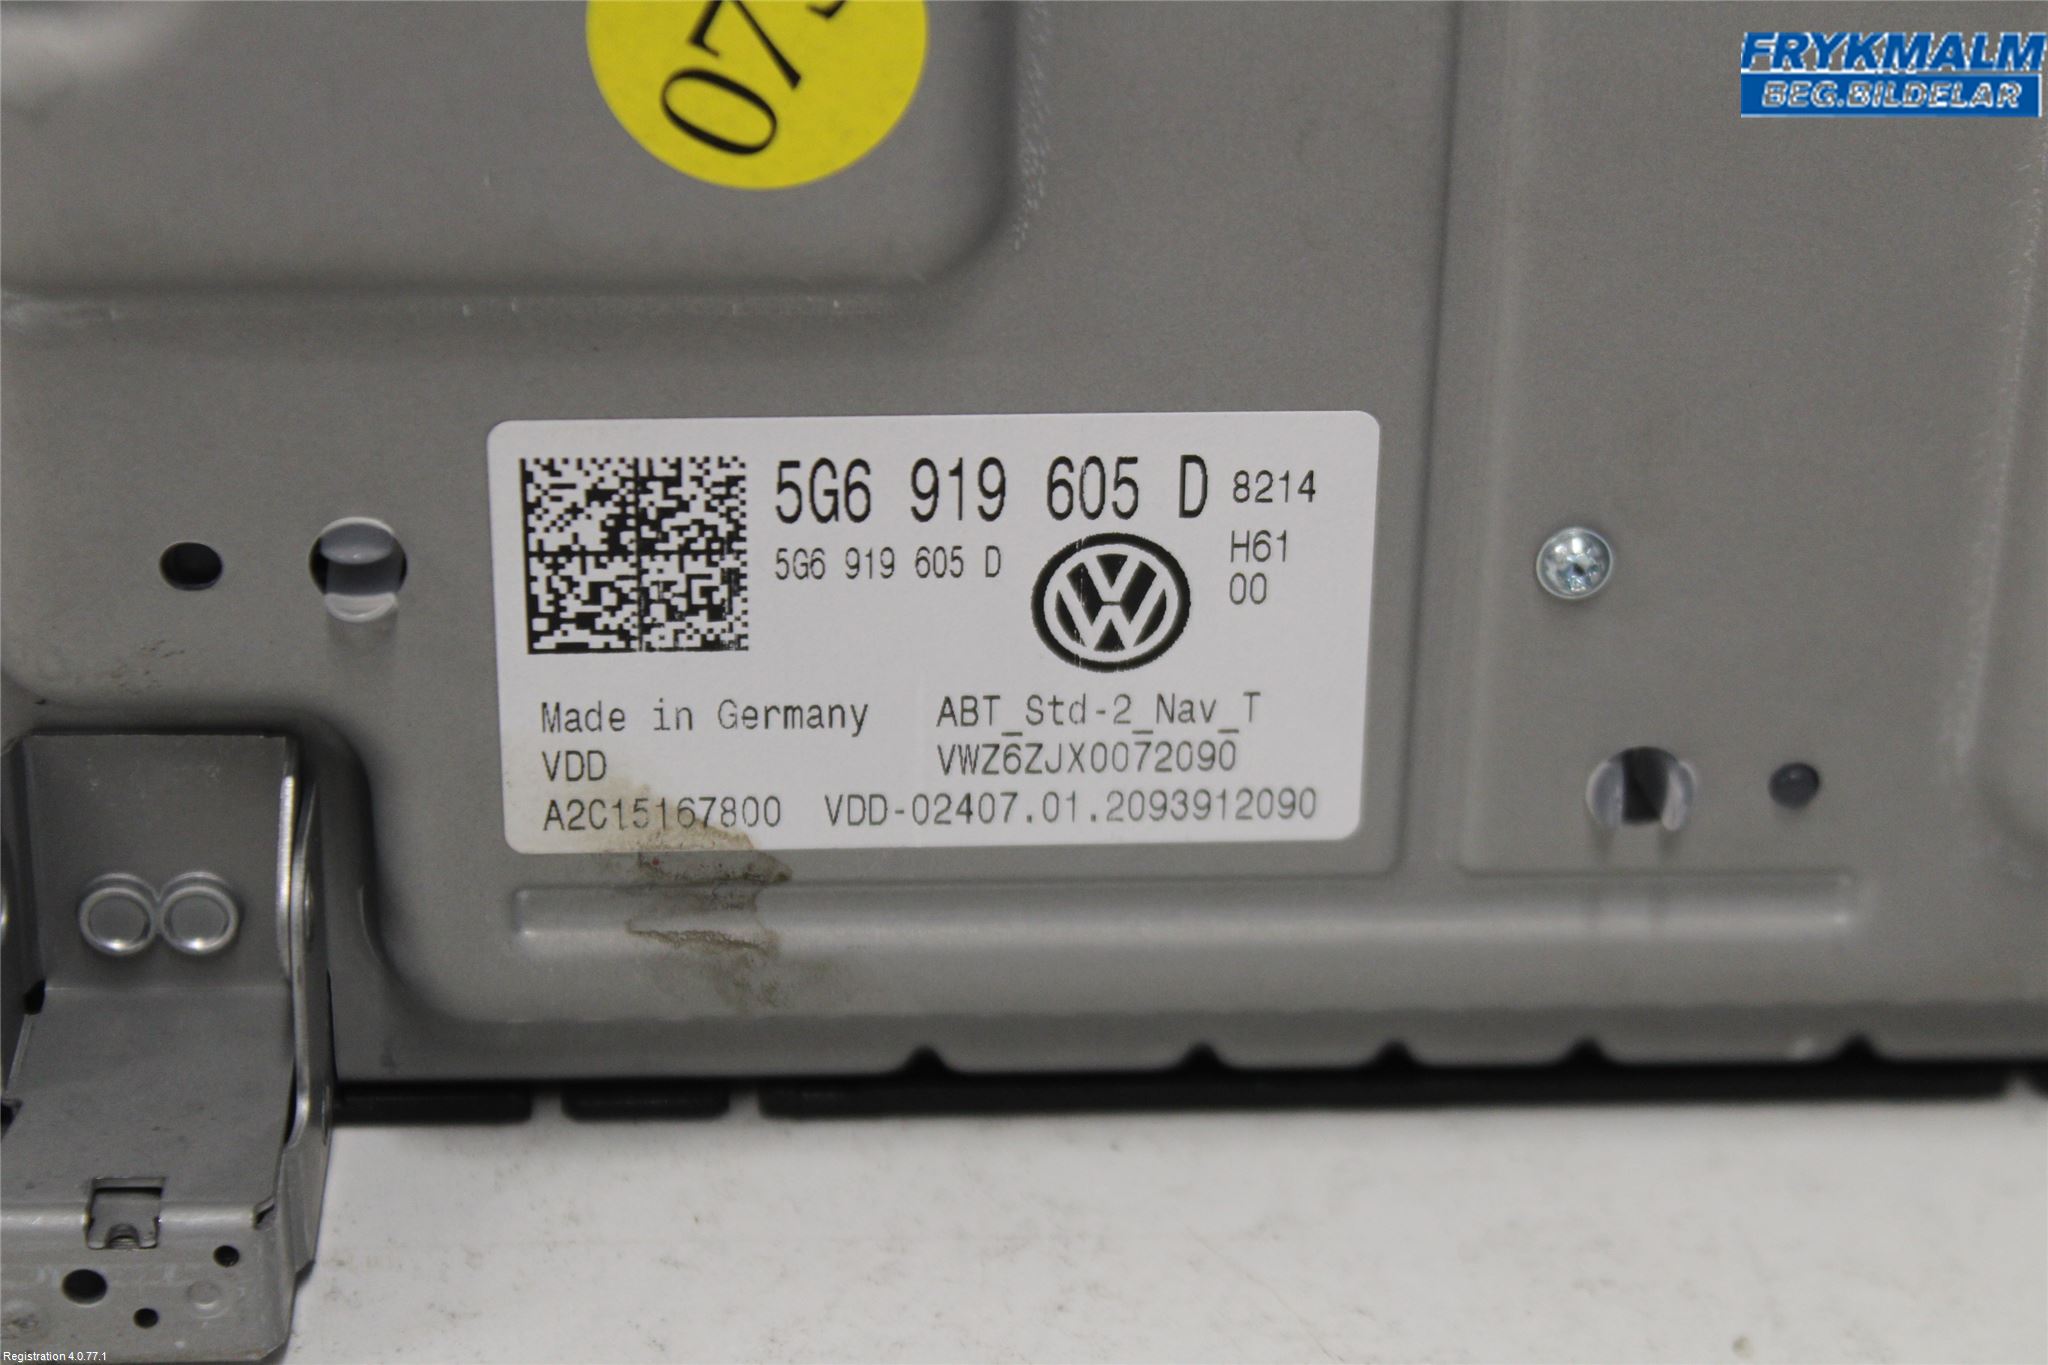 FRYKMALM
BEG.BILDELAR
5G6 919 605 D 8214
5G6 919 605 D
H61
00
Made in Germany
ABT_Std-2_Nav_T
VDD
VWZ6ZJX0072090
A2C15167800 VDD-02407.01.2093912090
Registration 4.0.77.1